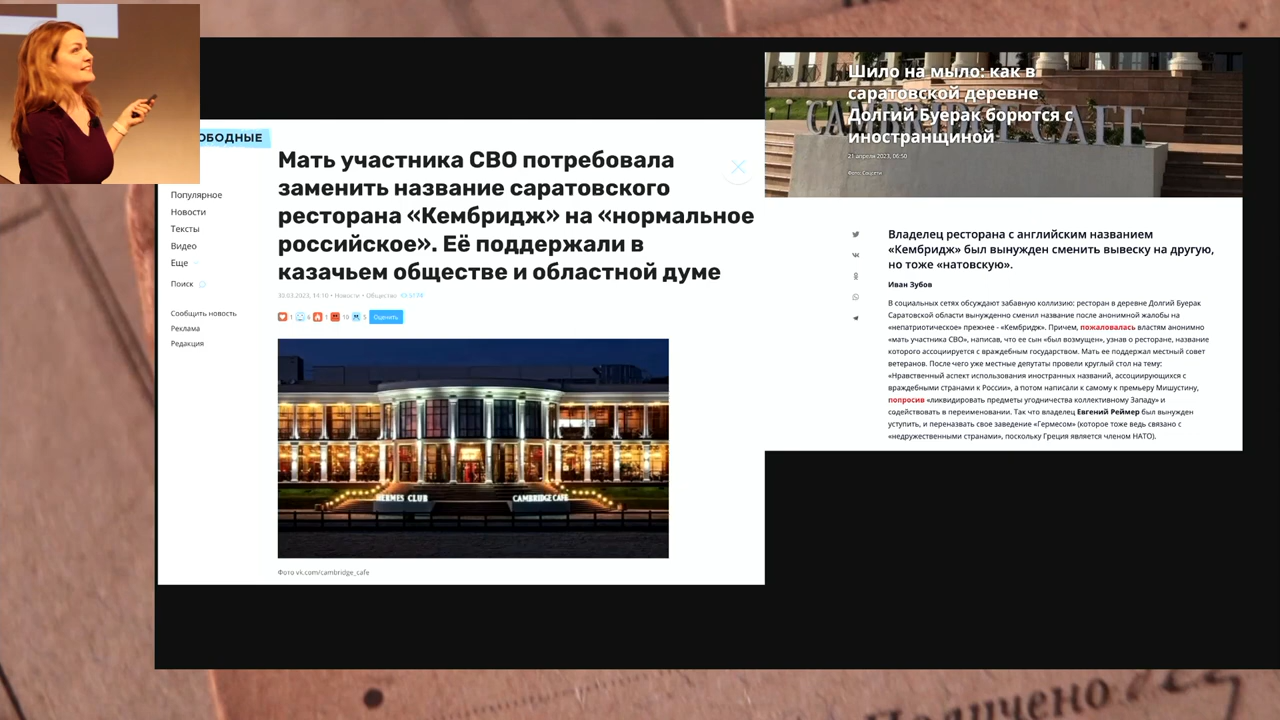 ОБОДНЫЕ
Популярное
Новости
Тексты
Видео
Еще
Поиск
Сообщить новость
Реклама
Редакция
Мать участника СВО потребовала
заменить название саратовского
ресторана «Кембридж» на «нормальное
российское». Её поддержали в
казачьем обществе и областной думе
30.03.2023, 14:10 • Новости • Общество
1 6 1 10 5 Оценить
HERMES CLUB CAMBRIDGE CAFE
Фото vk.com/cambridge_cafe
CAMBRIDGE CAFE
Шило на мыло: как в
саратовской деревне
Долгий Буерак борются с
иностранщиной
21 апреля 2023, 06:50
Фото: Соцсети
Владелец ресторана с английским названием
«Кембридж» был вынужден сменить вывеску на другую,
но тоже «натовскую».
Иван Зубов
В социальных сетях обсуждают забавную коллизию: ресторан в деревне Долгий Буерак
Саратовской области вынужденно сменил название после анонимной жалобы на
«непатриотическое» прежнее - «Кембридж». Причем, пожаловалась властям анонимно
«мать участника СВО», написав, что ее сын «был возмущен», узнав о ресторане, название
которого ассоциируется с враждебным государством. Мать ее поддержал местный совет
ветеранов. После чего уже местные депутаты провели круглый стол на тему:
«Нравственный аспект использования иностранных названий, ассоциирующихся с
враждебными странами к России», а потом написали к самому к премьеру Мишустину,
попросив «ликвидировать предметы угодничества коллективному Западу» и
содействовать в переименовании. Так что владелец Евгений Реймер был вынужден
уступить, и переназвать свое заведение «Гермесом» (которое тоже ведь связано с
«недружественными странами», поскольку Греция является членом НАТО).